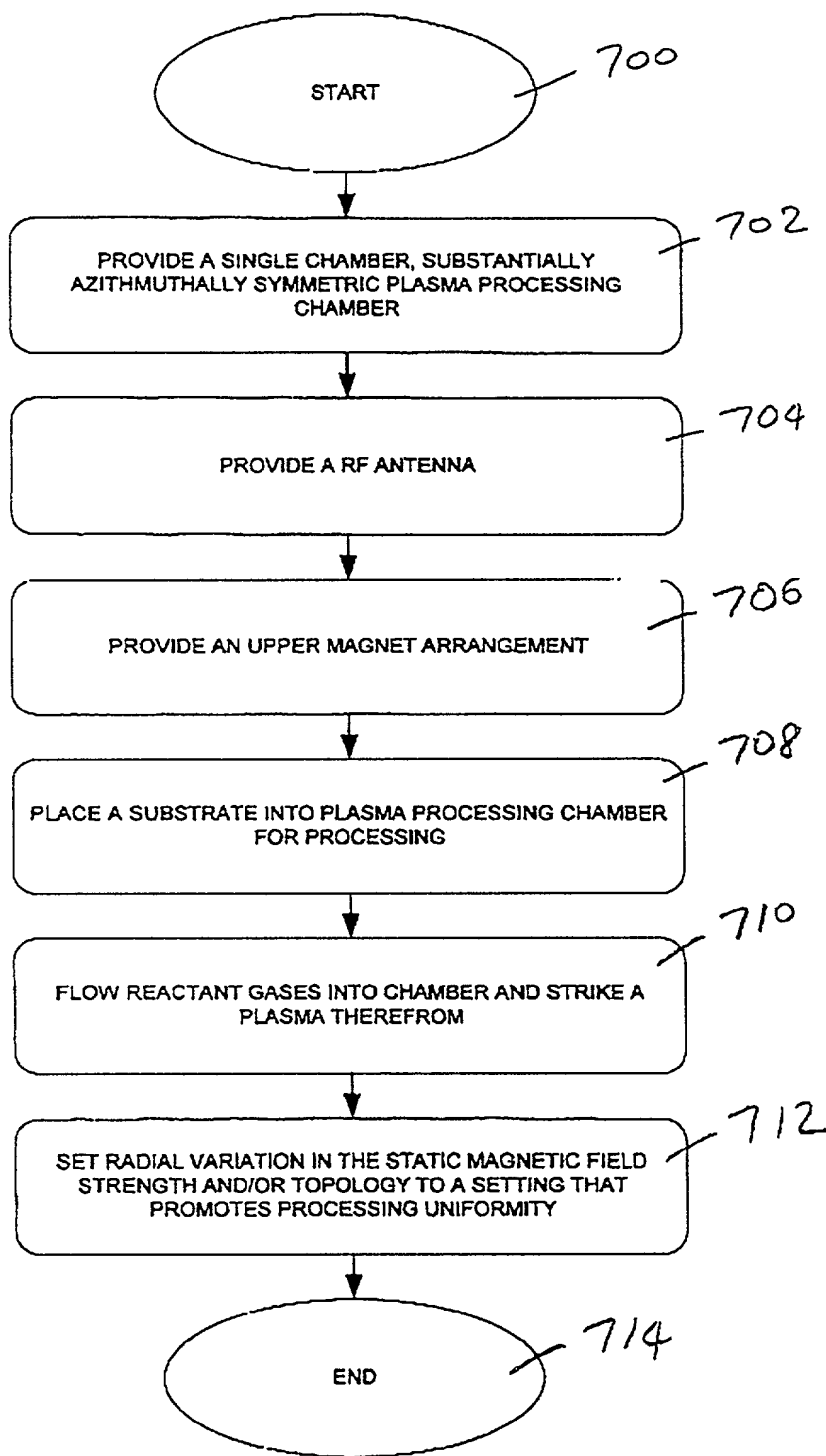 START
700
702
PROVIDE A SINGLE CHAMBER, SUBSTANTIALLY
AZITHMUTHALLY SYMMETRIC PLASMA PROCESSING
CHAMBER
704
PROVIDE A RF ANTENNA
706
PROVIDE AN UPPER MAGNET ARRANGEMENT
708
PLACE A SUBSTRATE INTO PLASMA PROCESSING CHAMBER
FOR PROCESSING
710
FLOW REACTANT GASES INTO CHAMBER AND STRIKE A
PLASMA THEREFROM
712
SET RADIAL VARIATION IN THE STATIC MAGNETIC FIELD
STRENGTH AND/OR TOPOLOGY TO A SETTING THAT
PROMOTES PROCESSING UNIFORMITY
714
END